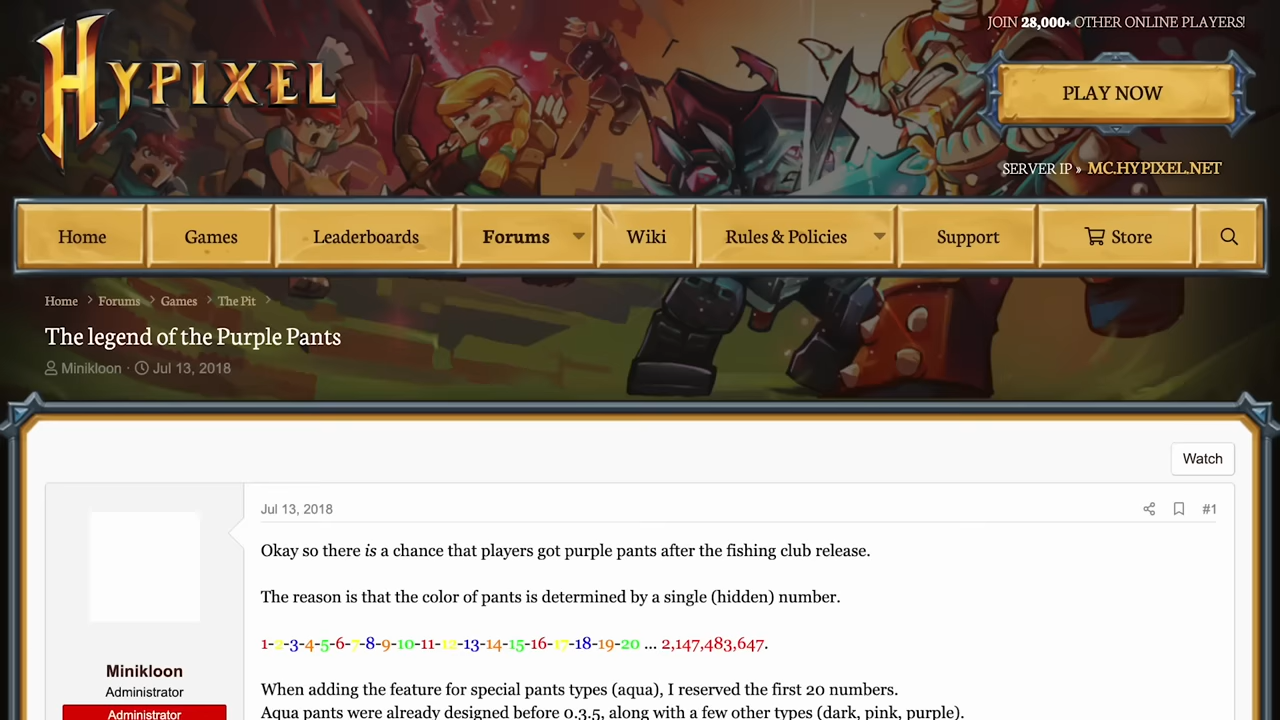 HYPIXEL
JOIN 28,000+ OTHER ONLINE PLAYERS!
PLAY NOW
SERVER IP » MC.HYPIXEL.NET
Home Games Leaderboards Forums Wiki Rules & Policies Support Store
Home > Forums > Games > The Pit >
The legend of the Purple Pants
Minikloon · Jul 13, 2018
Watch
Jul 13, 2018 #1
Okay so there is a chance that players got purple pants after the fishing club release.
The reason is that the color of pants is determined by a single (hidden) number.
1-2-3-4-5-6-7-8-9-10-11-12-13-14-15-16-17-18-19-20 ... 2,147,483,647.
Minikloon
Administrator
Administrator
When adding the feature for special pants types (aqua), I reserved the first 20 numbers.
Aqua pants were already designed before 0.3.5, along with a few other types (dark, pink, purple).